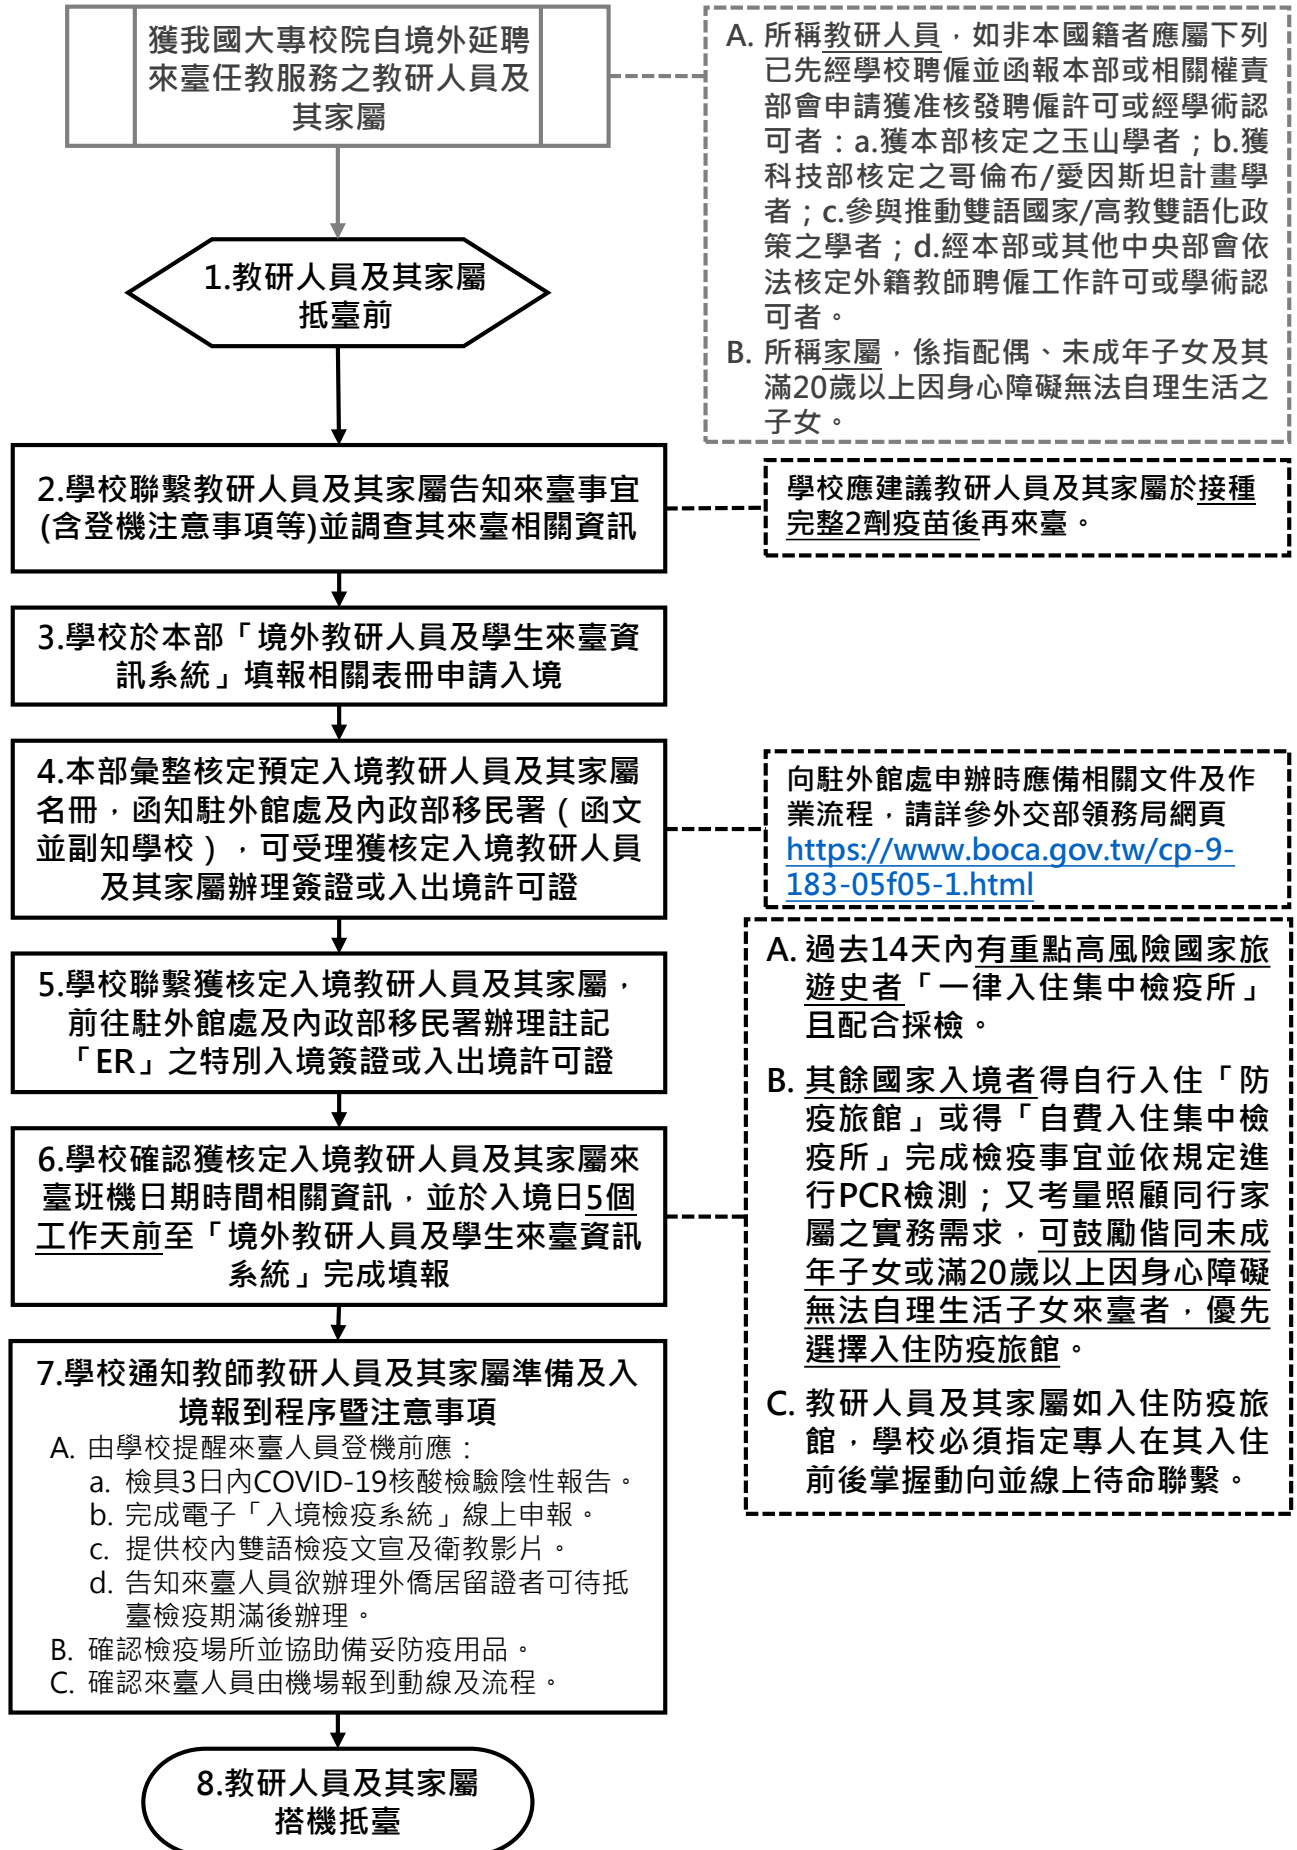 獲我國大專校院自境外延聘
來臺任教服務之教研人員及
其家屬
A. 所稱教研人員，如非本國籍者應屬下列
已先經學校聘僱並函報本部或相關權責
部會申請獲准核發聘僱許可或經學術認
可者：a.獲本部核定之玉山學者；b.獲
科技部核定之哥倫布/愛因斯坦計畫學
者；c.參與推動雙語國家/高教雙語化政
策之學者；d.經本部或其他中央部會依
法核定外籍教師聘僱工作許可或學術認
可者。
B. 所稱家屬，係指配偶、未成年子女及其
滿20歲以上因身心障礙無法自理生活之
子女。
1.教研人員及其家屬
抵臺前
2.學校聯繫教研人員及其家屬告知來臺事宜
(含登機注意事項等)並調查其來臺相關資訊
學校應建議教研人員及其家屬於接種
完整2劑疫苗後再來臺。
3.學校於本部「境外教研人員及學生來臺資
訊系統」填報相關表冊申請入境
4.本部彙整核定預定入境教研人員及其家屬
名冊，函知駐外館處及內政部移民署（函文
並副知學校），可受理獲核定入境教研人員
及其家屬辦理簽證或入出境許可證
向駐外館處申辦時應備相關文件及作
業流程，請詳參外交部領務局網頁
https://www.boca.gov.tw/cp-9-
183-05f05-1.html
5.學校聯繫獲核定入境教研人員及其家屬，
前往駐外館處及內政部移民署辦理註記
「ER」之特別入境簽證或入出境許可證
6.學校確認獲核定入境教研人員及其家屬來
臺班機日期時間相關資訊，並於入境日5個
工作天前至「境外教研人員及學生來臺資訊
系統」完成填報
A. 過去14天內有重點高風險國家旅
遊史者「一律入住集中檢疫所」
且配合採檢。
B. 其餘國家入境者得自行入住「防
疫旅館」或得「自費入住集中檢
疫所」完成檢疫事宜並依規定進
行PCR檢測；又考量照顧同行家
屬之實務需求，可鼓勵偕同未成
年子女或滿20歲以上因身心障礙
無法自理生活子女來臺者，優先
選擇入住防疫旅館。
C. 教研人員及其家屬如入住防疫旅
館，學校必須指定專人在其入住
前後掌握動向並線上待命聯繫。
7.學校通知教師教研人員及其家屬準備及入
境報到程序暨注意事項
A. 由學校提醒來臺人員登機前應：
a. 檢具3日內COVID-19核酸檢驗陰性報告。
b. 完成電子「入境檢疫系統」線上申報。
c. 提供校內雙語檢疫文宣及衛教影片。
d. 告知來臺人員欲辦理外僑居留證者可待抵
臺檢疫期滿後辦理。
B. 確認檢疫場所並協助備妥防疫用品。
C. 確認來臺人員由機場報到動線及流程。
8.教研人員及其家屬
搭機抵臺